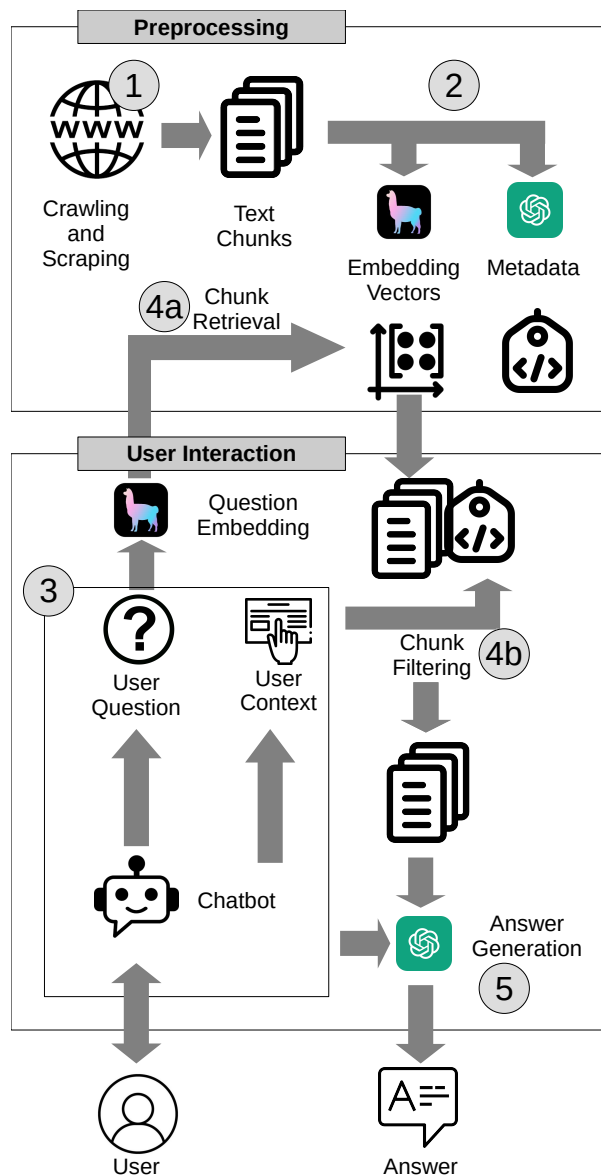 Preprocessing
1
2
www
Crawling
and
Scraping
Text
Chunks
Embedding
Vectors
Metadata
4a
Chunk
Retrieval
</>
User Interaction
Question
Embedding
</>
3
?
User
Question
User
Context
Chunk
Filtering
4b
Chatbot
Answer
Generation
5
A
User
Answer